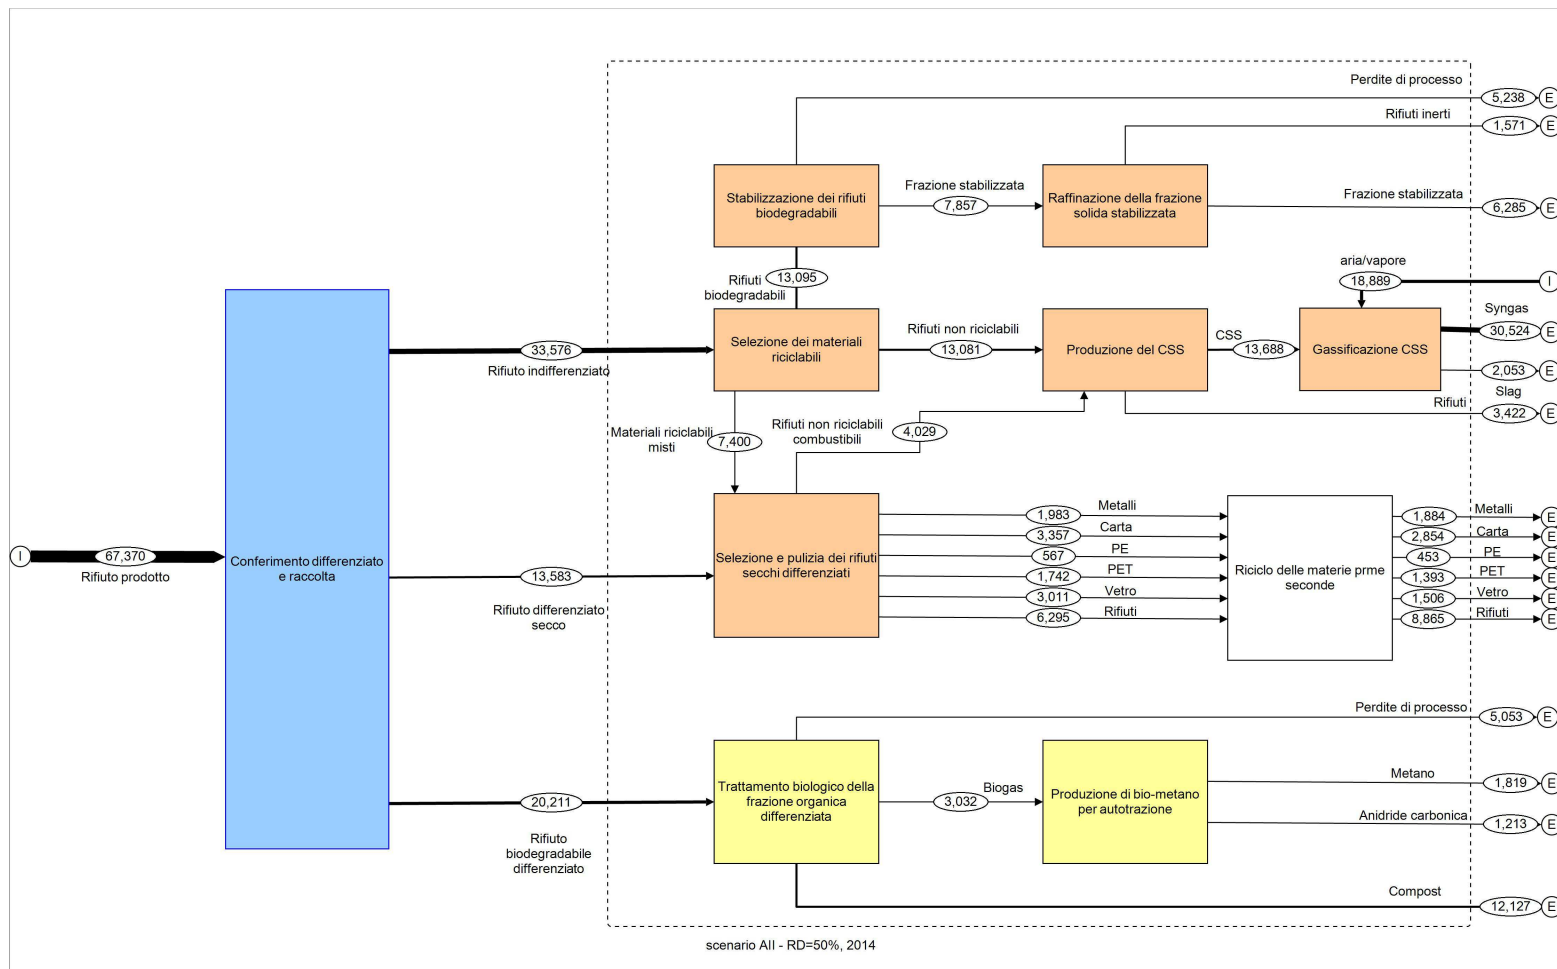 Perdite di processo
5,238
E
Rifiuti inerti
1,571
E
Stabilizzazione dei rifiuti
biodegradabili
Frazione stabilizzata
7,857
Raffinazione della frazione
solida stabilizzata
Frazione stabilizzata
6,285
E
13,095
Rifiuti
biodegradabili
aria/vapore
18,889
I
33,576
Rifiuto indifferenziato
Selezione dei materiali
riciclabili
Rifiuti non riciclabili
13,081
Produzione del CSS
CSS
13,688
Gassificazione CSS
Syngas
30,524
E
2,053
E
Slag
Rifiuti
3,422
E
Materiali riciclabili
misti
7,400
Rifiuti non riciclabili
combustibili
4,029
I
67,370
Rifiuto prodotto
Conferimento differenziato
e raccolta
13,583
Rifiuto differenziato
secco
Selezione e pulizia dei rifiuti
secchi differenziati
1,983
Metalli
3,357
Carta
567
PE
1,742
PET
3,011
Vetro
6,295
Rifiuti
Riciclo delle materie prme
seconde
1,884
Metalli
E
2,854
Carta
E
453
PE
E
1,393
PET
E
1,506
Vetro
E
8,865
Rifiuti
E
Perdite di processo
5,053
E
20,211
Rifiuto
biodegradabile
differenziato
Trattamento biologico della
frazione organica
differenziata
Biogas
3,032
Produzione di bio-metano
per autotrazione
Metano
1,819
E
Anidride carbonica
1,213
E
Compost
12,127
E
scenario AII - RD=50%, 2014